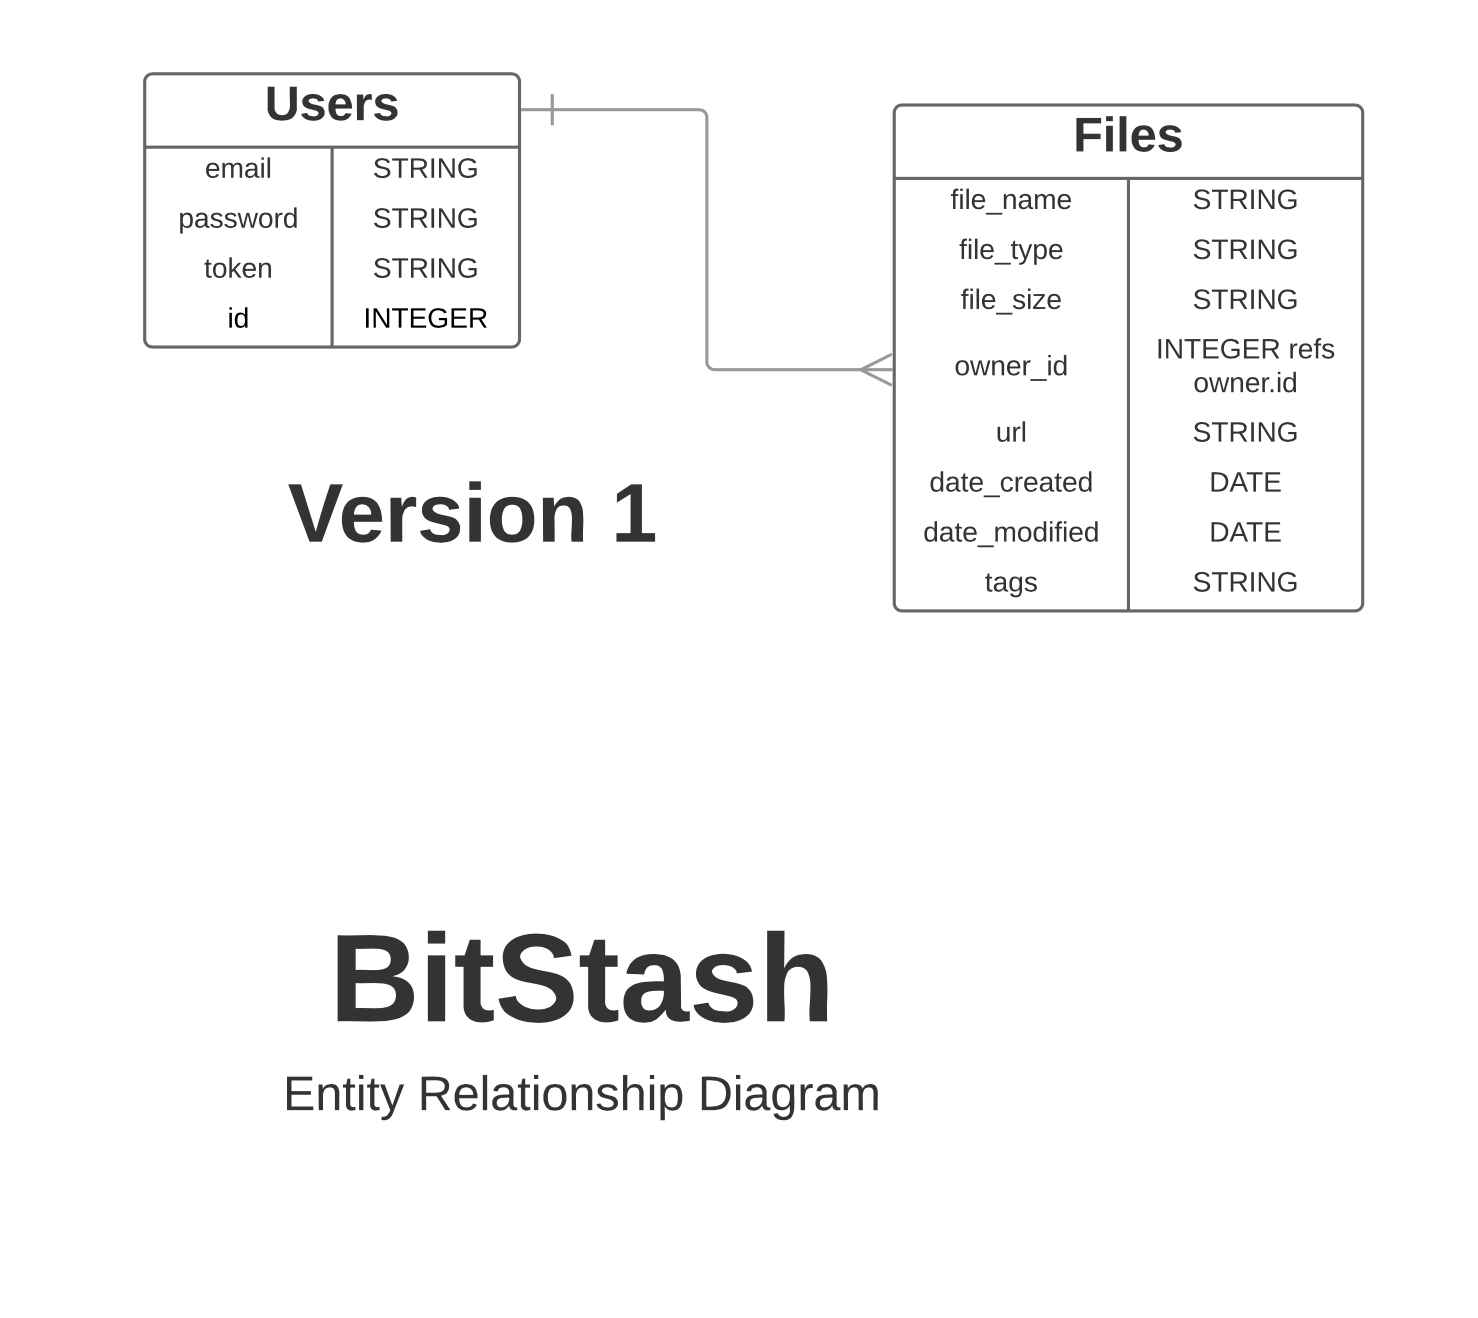 Users
email STRING
password STRING
token STRING
id INTEGER
Files
file_name STRING
file_type STRING
file_size STRING
owner_id INTEGER refs
owner.id
url STRING
date_created DATE
date_modified DATE
tags STRING
Version 1
BitStash
Entity Relationship Diagram